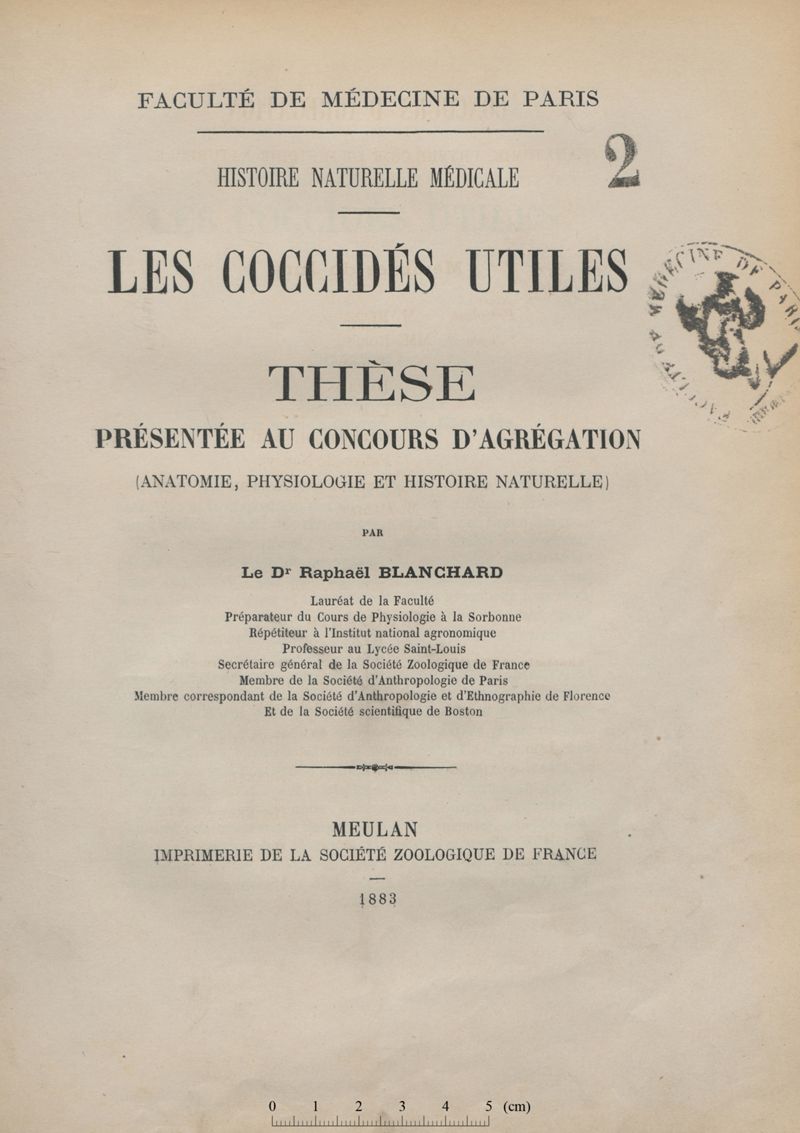 FACULTÉ DE MÉDECINE DE PARIS
HISTOIRE NATURELLE MÉDICALE
2
LES COCCIDÉS UTILES
MÉDECINE DE PARIS
THÈSE
PRÉSENTÉE AU CONCOURS D'AGRÉGATION
(ANATOMIE, PHYSIOLOGIE ET HISTOIRE NATURELLE)
PAR
Le Dr Raphaël BLANCHARD
Lauréat de la Faculté
Préparateur du Cours de Physiologie à la Sorbonne
Répétiteur à l'Institut national agronomique
Professeur au Lycée Saint-Louis
Secrétaire général de la Société Zoologique de France
Membre de la Société d'Anthropologie de Paris
Membre correspondant de la Société d'Anthropologie et d'Ethnographie de Florence
Et de la Société scientifique de Boston
MEULAN
IMPRIMERIE DE LA SOCIÉTÉ ZOOLOGIQUE DE FRANCE
1883
0 1 2 3 4 5 (cm)